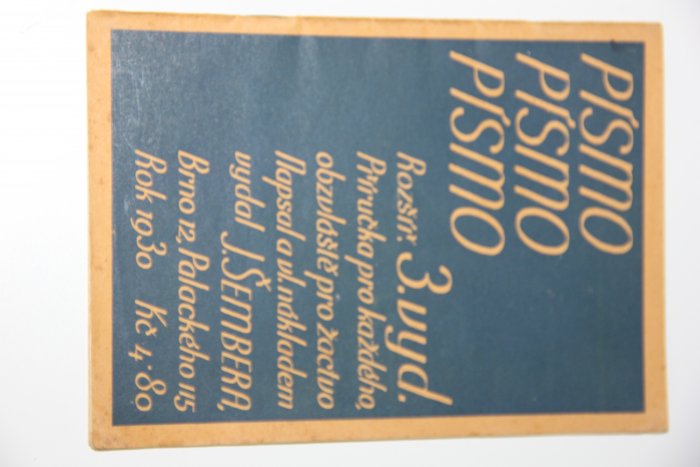 PÍSMO
PÍSMO
PÍSMO
Rozšíř. 3. vyd.
Příručka pro každého,
obzvláště pro žactvo
Napsal a vl. nákladem
vydal J. ŠEMBERA,
Brno 12, Palackého 115
Rok 1930 Kč 4.80